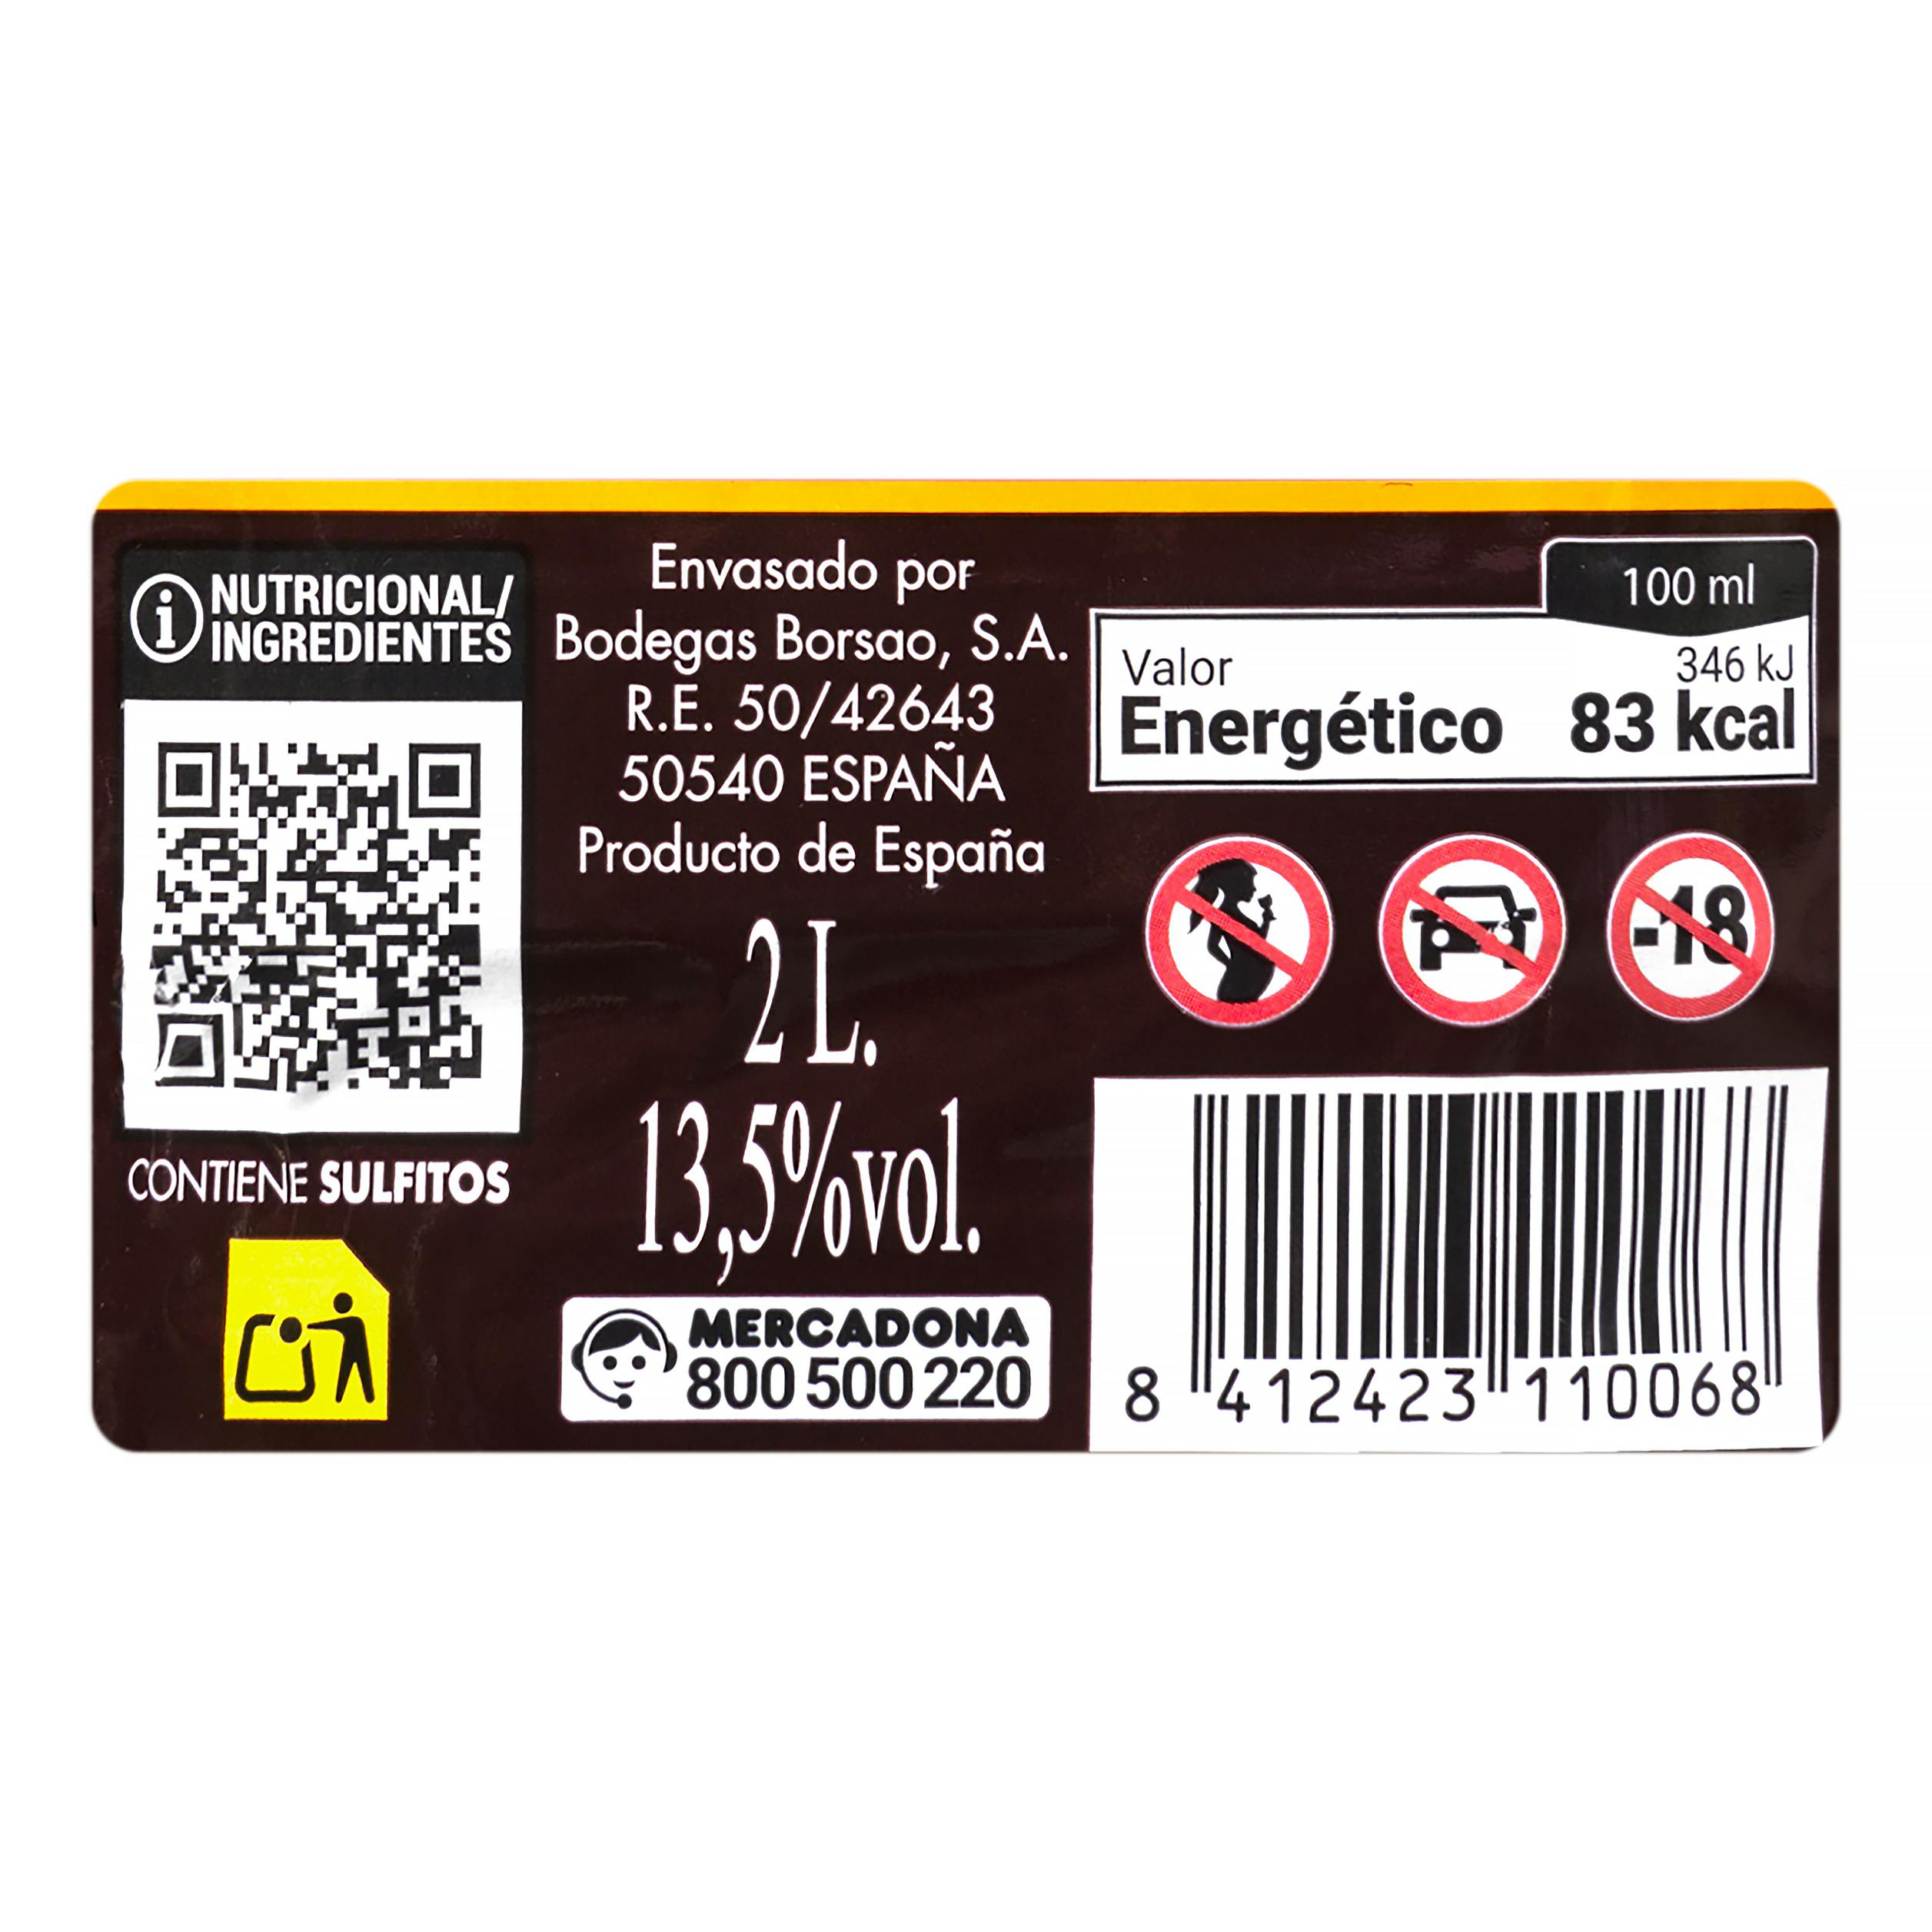 i NUTRICIONAL/
INGREDIENTES
CONTIENE SULFITOS
Envasado por
Bodegas Borsao, S.A.
R.E. 50/42643
50540 ESPAÑA
Producto de España
2 L.
13,5%vol.
MERCADONA
800 500 220
100 ml
Valor
Energético
346 kJ
83 kcal
-18
8 412423 110068